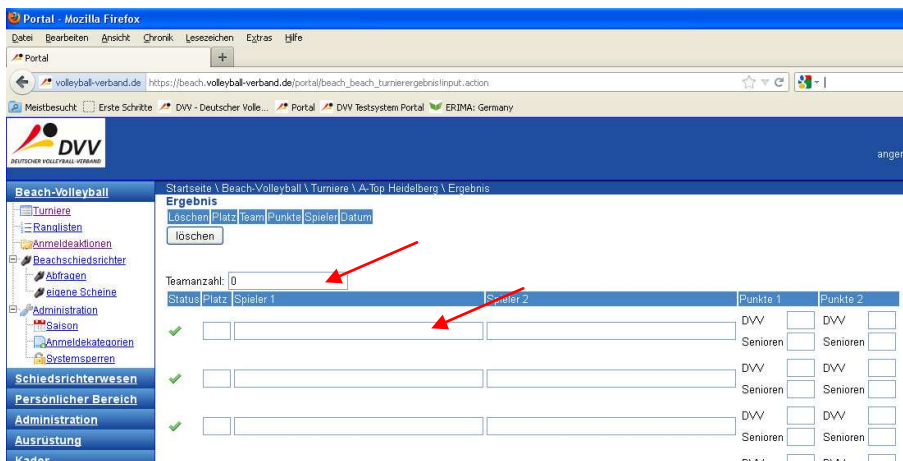 Portal - Mozilla Firefox
Datei Bearbeiten Ansicht Chronik Lesezeichen Extras Hilfe
Portal
volleyball-verband.de https://beach.volleyball-verband.de/portal/beach_beach_turnierergebnis!input.action
Meistbesucht Erste Schritte DVV - Deutscher Volle... Portal DVV Testsystem Portal ERIMA: Germany
DVV
DEUTSCHER VOLLEYBALL-VERBAND
anger
Startseite \ Beach-Volleyball \ Turniere \ A-Top Heidelberg \ Ergebnis
Beach-Volleyball
Turniere
Ranglisten
Anmeldeaktionen
Beachschiedsrichter
Abfragen
eigene Scheine
Administration
Saison
Anmeldekategorien
Systemsperren
Schiedsrichterwesen
Persönlicher Bereich
Administration
Ausrüstung
Kader
Ergebnis
Löschen Platz Team Punkte Spieler Datum
löschen
Teamanzahl: 0
Status Platz Spieler 1 Spieler 2 Punkte 1 Punkte 2
DVV DVV
Senioren Senioren
DVV DVV
Senioren Senioren
DVV DVV
Senioren Senioren